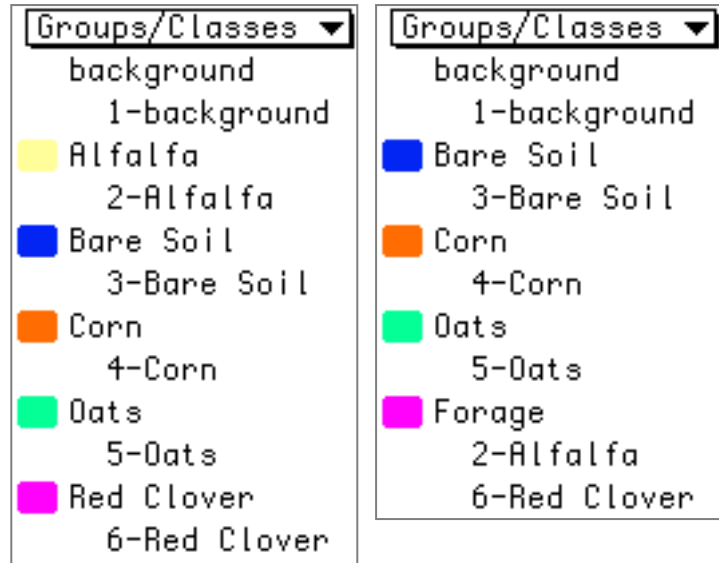 Groups/Classes
background
1-background
Alfalfa
2-Alfalfa
Bare Soil
3-Bare Soil
Corn
4-Corn
Oats
5-Oats
Red Clover
6-Red Clover
Groups/Classes
background
1-background
Bare Soil
3-Bare Soil
Corn
4-Corn
Oats
5-Oats
Forage
2-Alfalfa
6-Red Clover